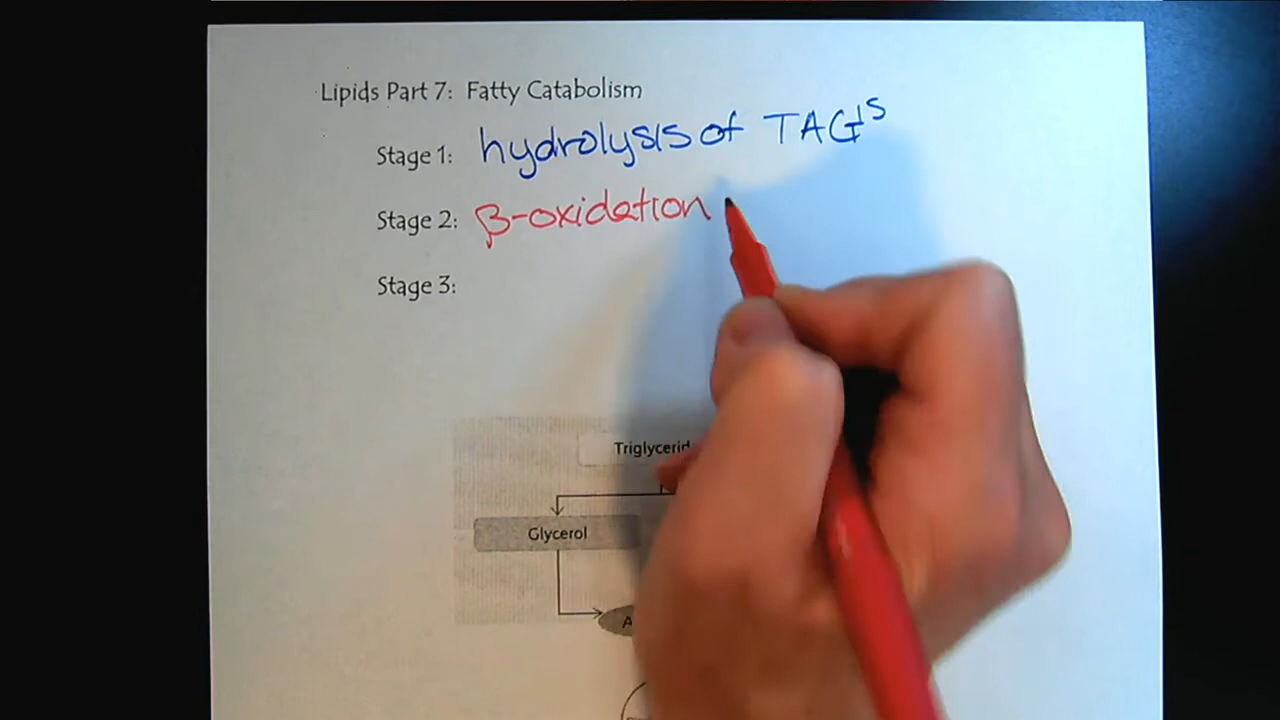 Lipids Part 7: Fatty Catabolism
Stage 1: hydrolysis of TAG's
Stage 2: β-oxidation
Stage 3:
Glycerol